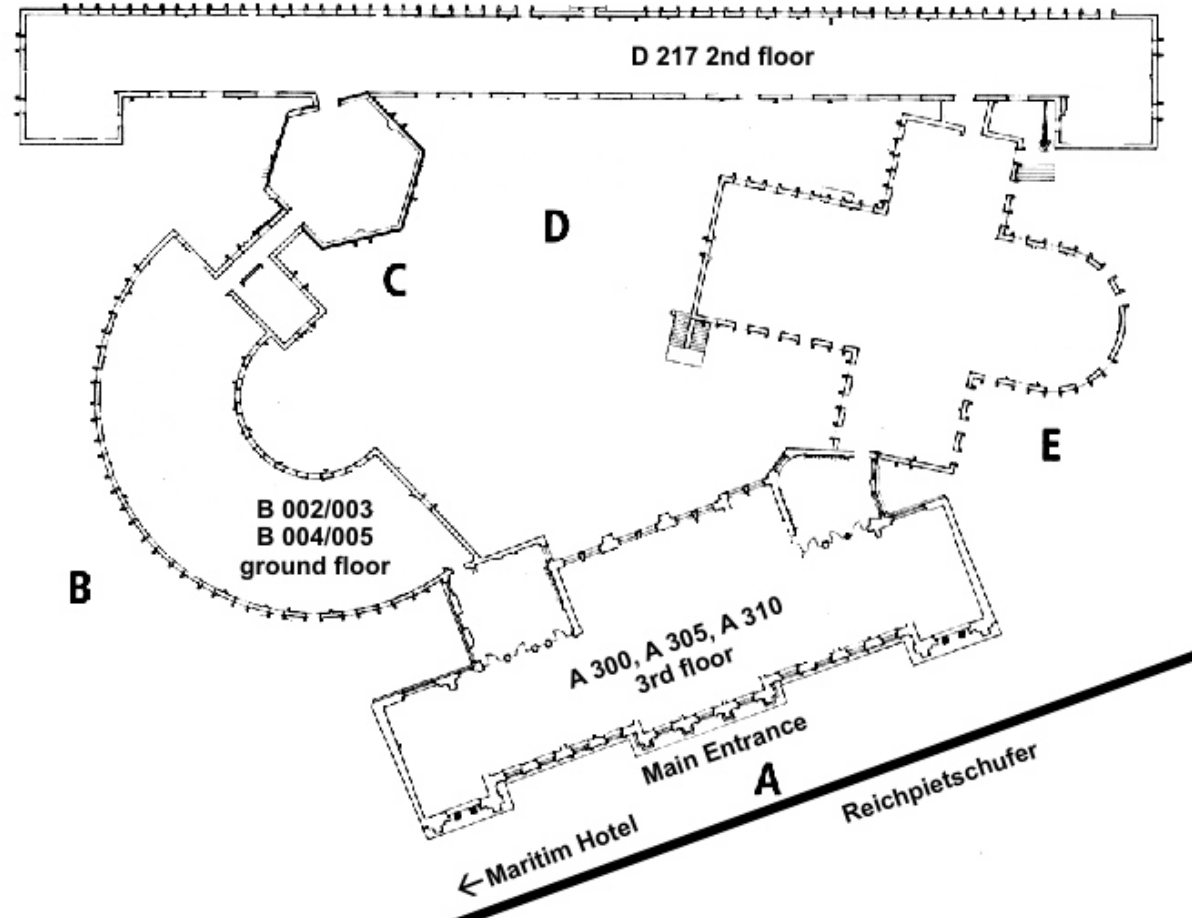 D 217 2nd floor
D
C
E
B 002/003
B 004/005
ground floor
B
A 300, A 305, A 310
3rd floor
Main Entrance
A
Reichpietschufer
←Maritim Hotel